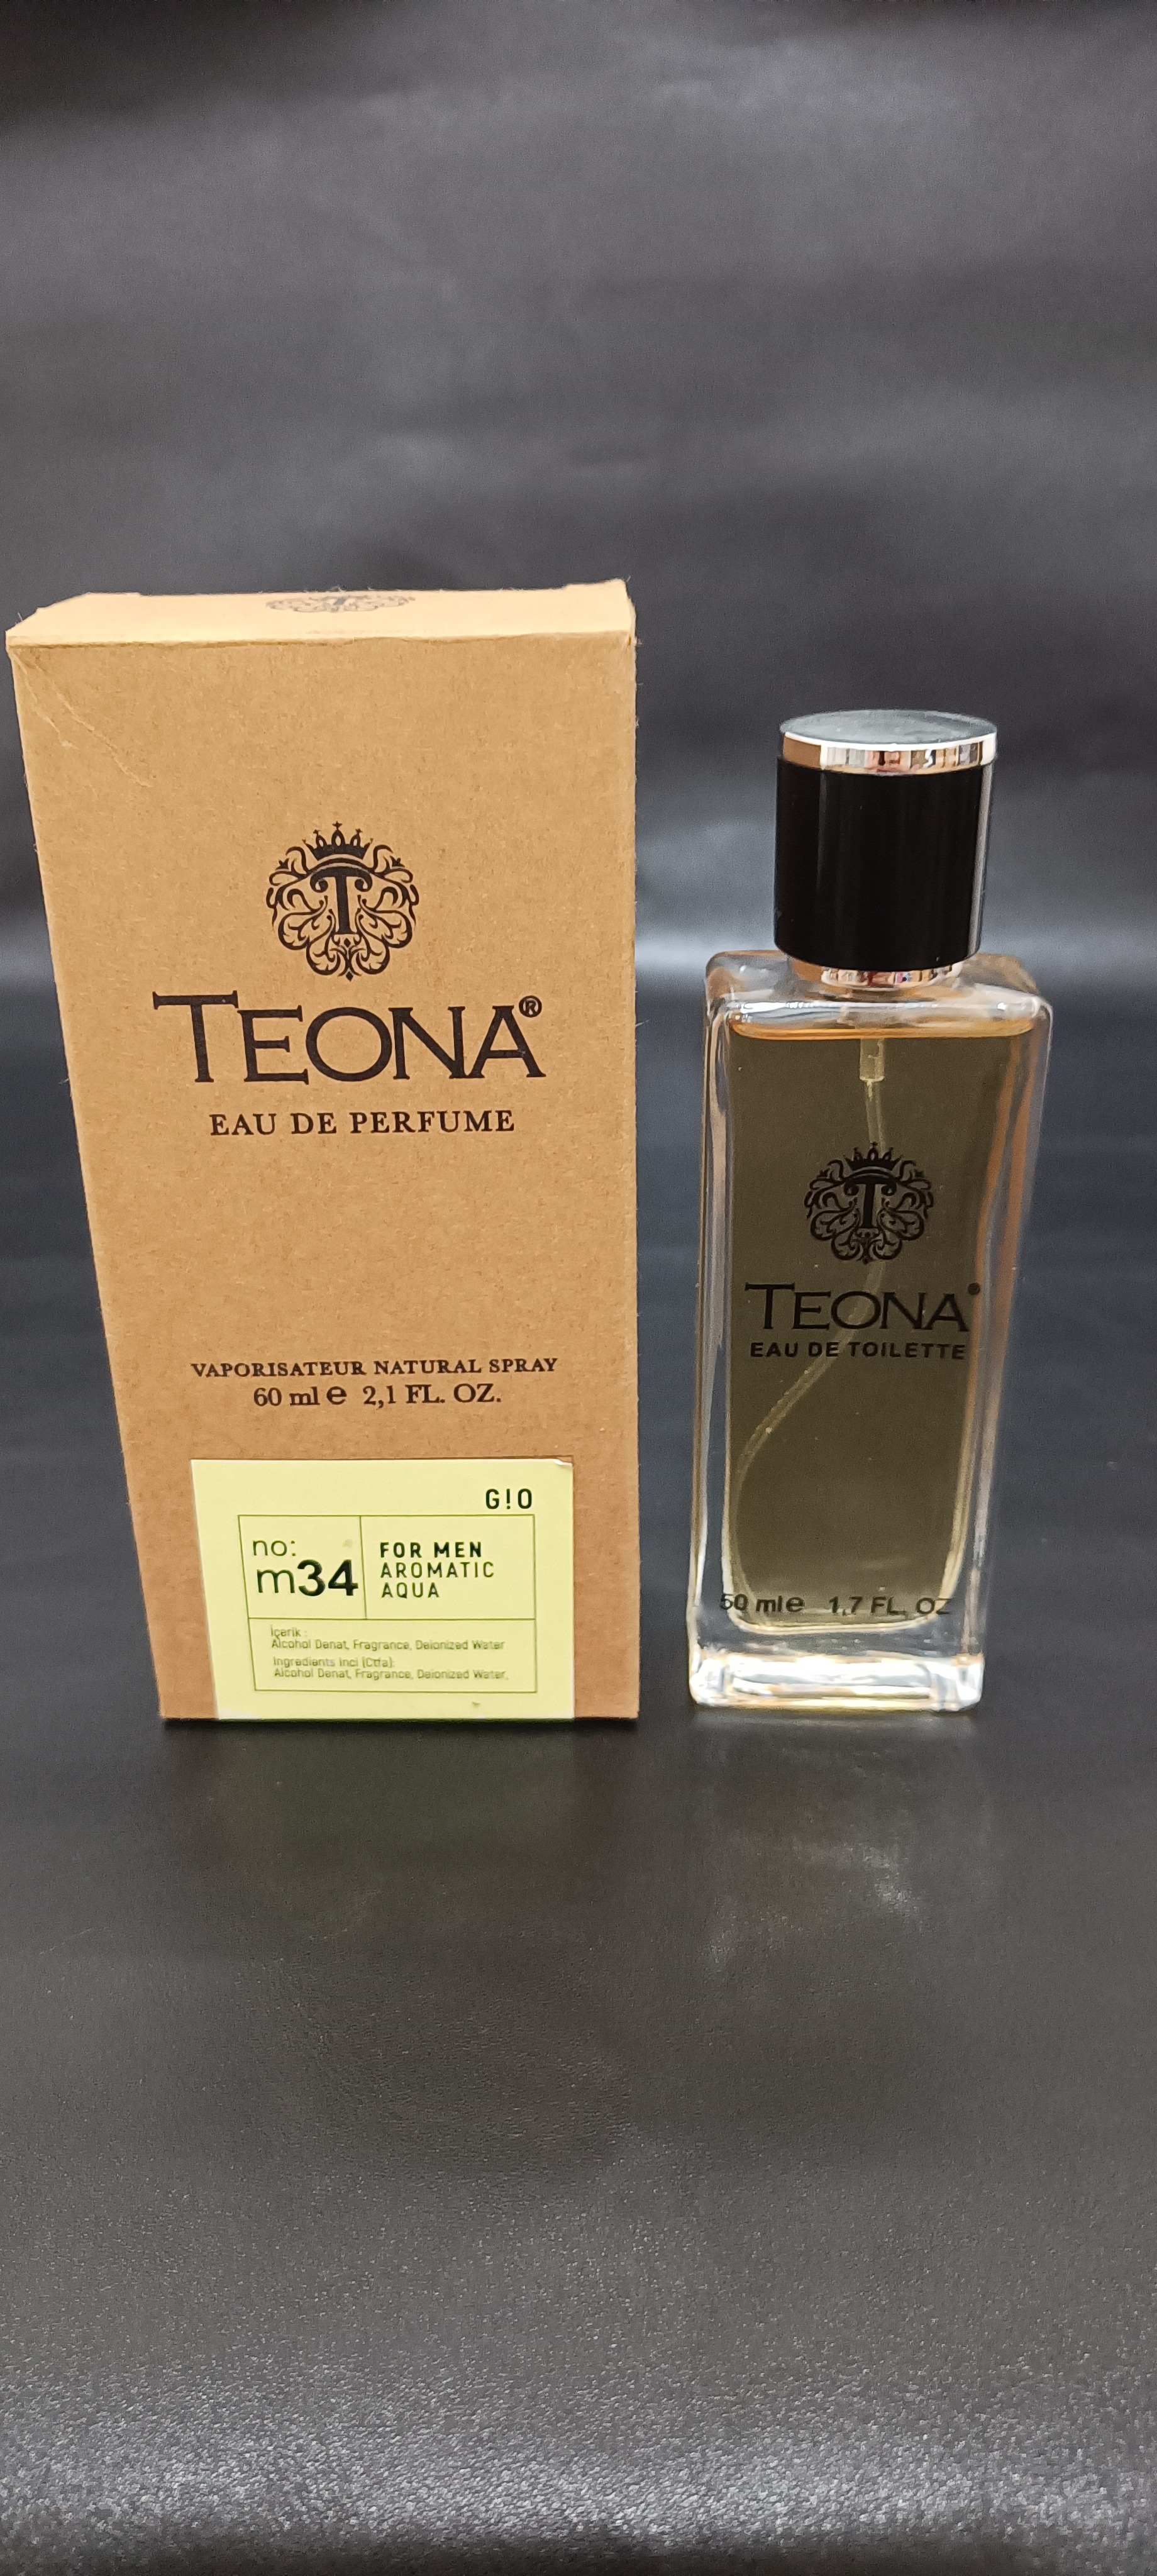 T
TEONA®
EAU DE PERFUME
VAPORISATEUR NATURAL SPRAY
60 ml e 2,1 FL. OZ.
G!O
no:
m34
FOR MEN
AROMATIC
AQUA
İçerik :
Alcohol Denat, Fragrance, Deionized Water
Ingredients Inci (Ctfa):
Alcohol Denat, Fragrance, Deionized Water.
T
TEONA®
EAU DE TOILETTE
50 ml e 1,7 FL. OZ